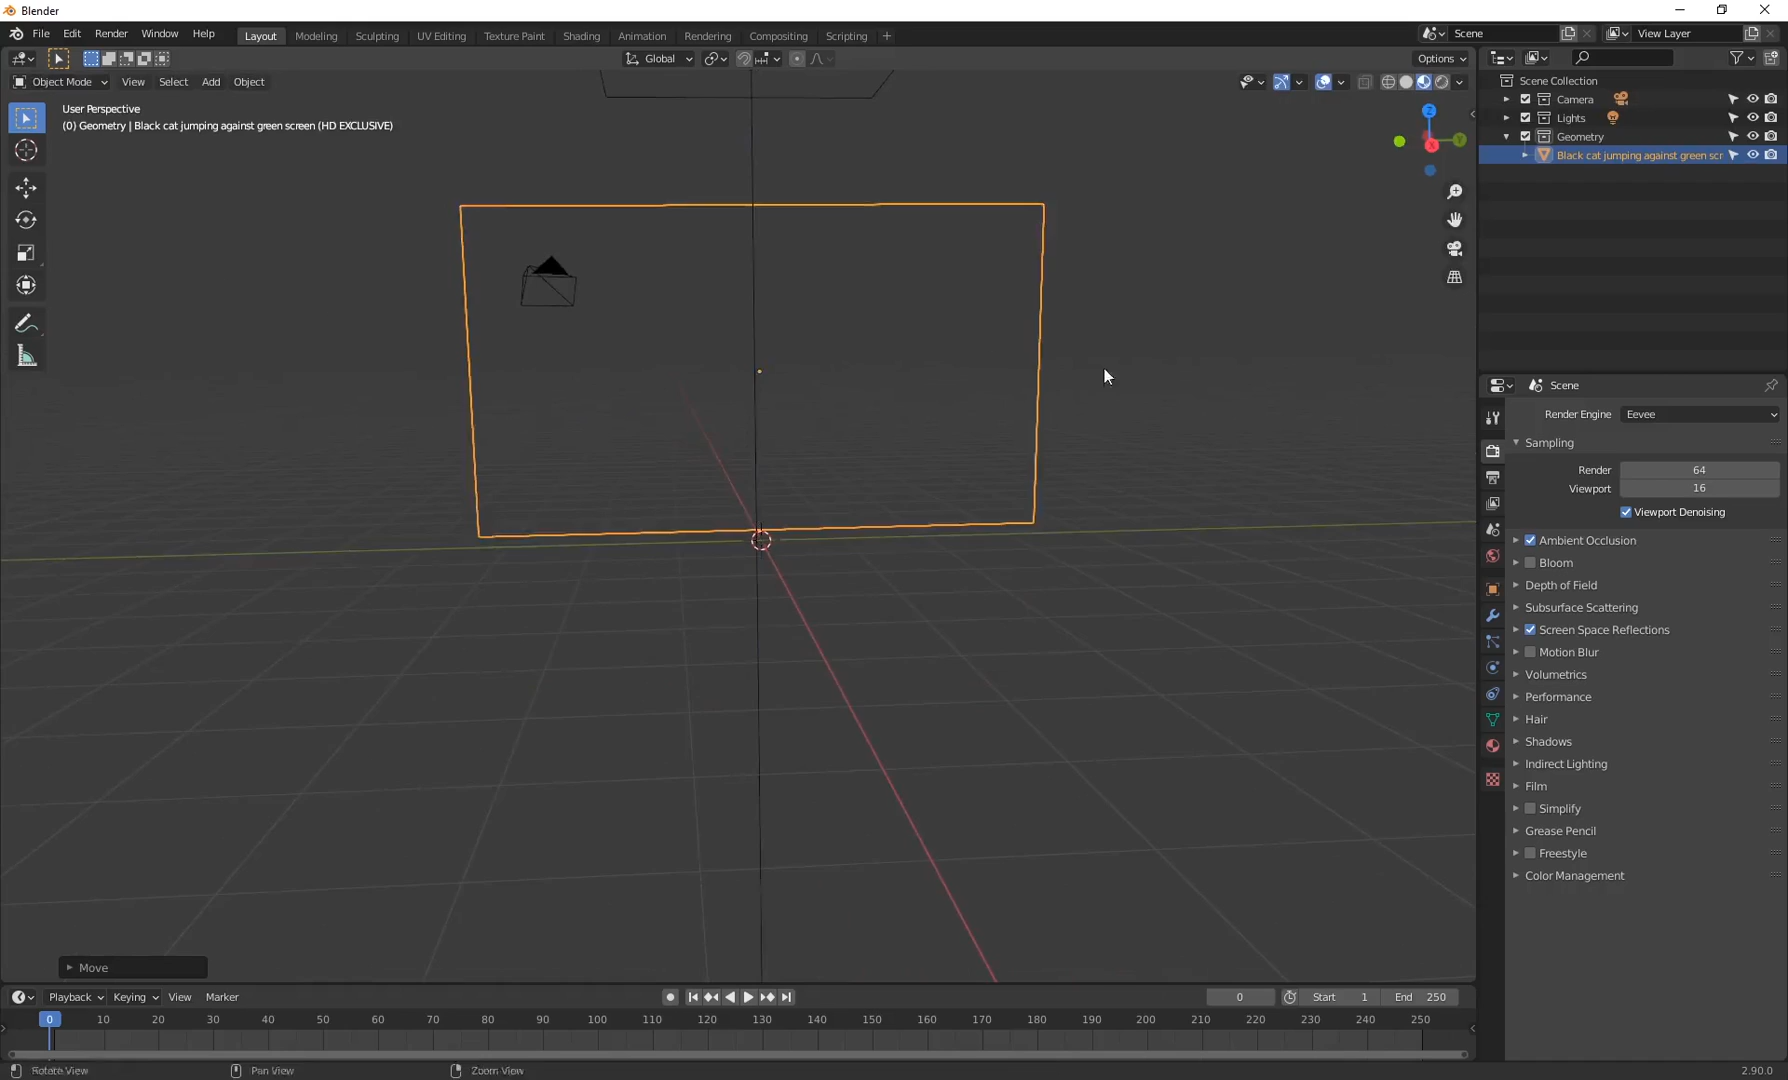 Blender
File Edit Render Window Help Layout Modeling Sculpting UV Editing Texture Paint Shading Animation Rendering Compositing Scripting + Scene View Layer
Global Options
Object Mode View Select Add Object
User Perspective
(0) Geometry | Black cat jumping against green screen (HD EXCLUSIVE)
Z
Y
X
Scene Collection
Camera
Lights
Geometry
Black cat jumping against green scr
Scene
Render Engine Eevee
Sampling
Render 64
Viewport 16
Viewport Denoising
Ambient Occlusion
Bloom
Depth of Field
Subsurface Scattering
Screen Space Reflections
Motion Blur
Volumetrics
Performance
Hair
Shadows
Indirect Lighting
Film
Simplify
Grease Pencil
Freestyle
Color Management
Move
Playback Keying View Marker 0 Start 1 End 250
0 10 20 30 40 50 60 70 80 90 100 110 120 130 140 150 160 170 180 190 200 210 220 230 240 250
Rotate View Pan View Zoom View 2.90.0